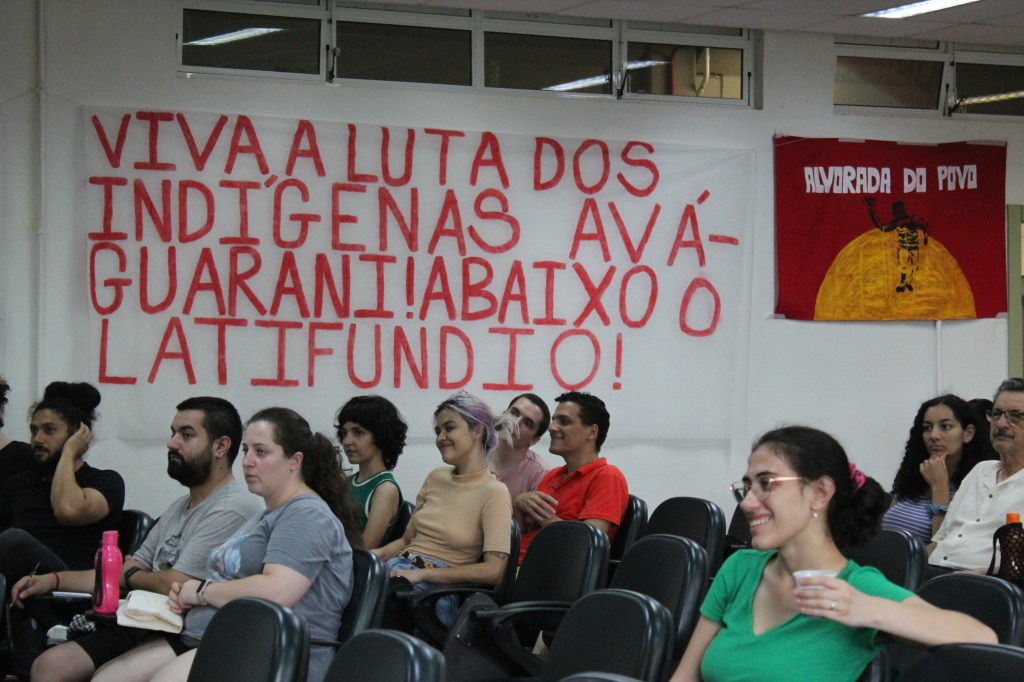 VIVA A LUTA DOS
INDÍGENAS AVÁ-
GUARANI! ABAIXO O
LATIFUNDIO!
ALVORADA DO POVO